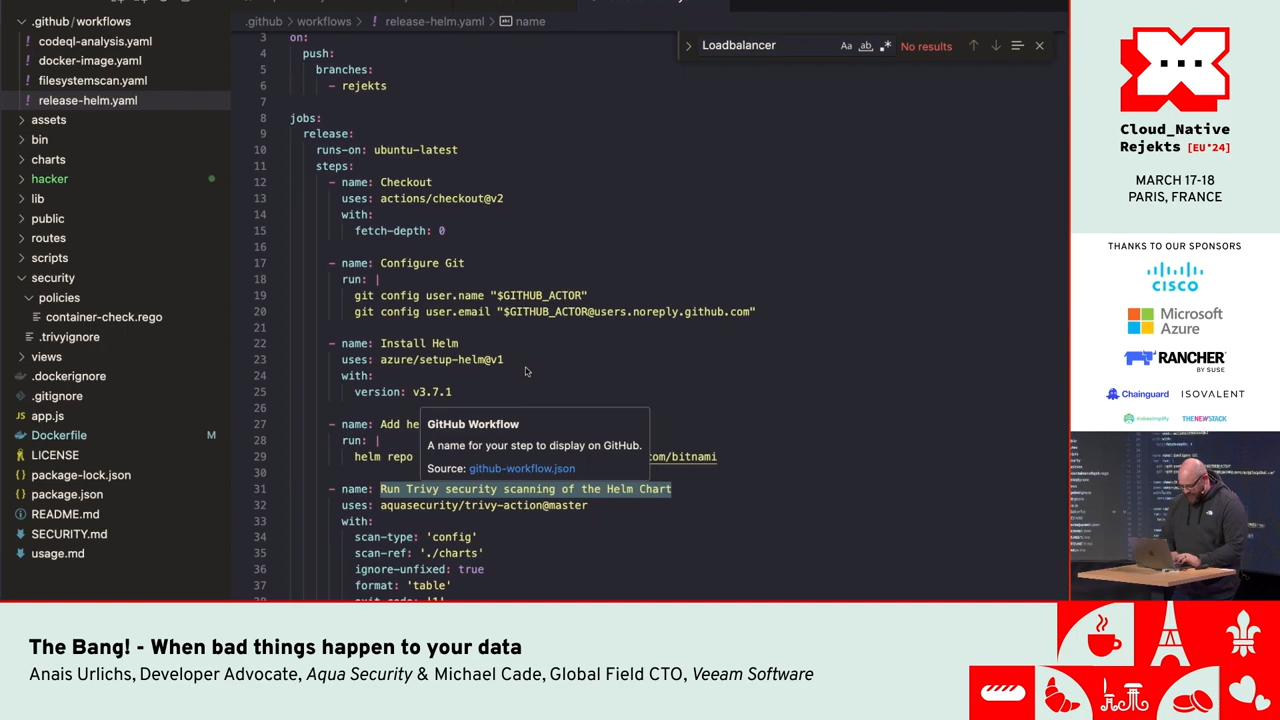 .github/workflows
codeql-analysis.yaml
docker-image.yaml
filesystemscan.yaml
release-helm.yaml
assets
bin
charts
hacker
lib
public
routes
scripts
security
policies
container-check.rego
.trivyignore
views
.dockerignore
.gitignore
app.js
Dockerfile M
LICENSE
package-lock.json
package.json
README.md
SECURITY.md
usage.md
.github > workflows > ! release-helm.yaml > name
Loadbalancer Aa ab No results
3 on:
4 push:
5 branches:
6 - rejekts
7
8 jobs:
9 release:
10 runs-on: ubuntu-latest
11 steps:
12 - name: Checkout
13 uses: actions/checkout@v2
14 with:
15 fetch-depth: 0
16
17 - name: Configure Git
18 run: |
19 git config user.name "$GITHUB_ACTOR"
20 git config user.email "$GITHUB_ACTOR@users.noreply.github.com"
21
22 - name: Install Helm
23 uses: azure/setup-helm@v1
24 with:
25 version: v3.7.1
26
GitHub Workflow
27 - name: Add he
28 run: |
A name for your step to display on GitHub.
29 helm repo com/bitnami
Source: github-workflow.json
30
31 - name: Run Trivy security scanning of the Helm Chart
32 uses: aquasecurity/trivy-action@master
33 with:
34 scan-type: 'config'
35 scan-ref: './charts'
36 ignore-unfixed: true
37 format: 'table'
38 exit-code: '1'
Cloud_Native
Rejekts [EU'24]
MARCH 17-18
PARIS, FRANCE
THANKS TO OUR SPONSORS
CISCO
Microsoft
Azure
RANCHER
BY SUSE
Chainguard ISOVALENT
THENEWSTACK
The Bang! - When bad things happen to your data
Anais Urlichs, Developer Advocate, Aqua Security & Michael Cade, Global Field CTO, Veeam Software